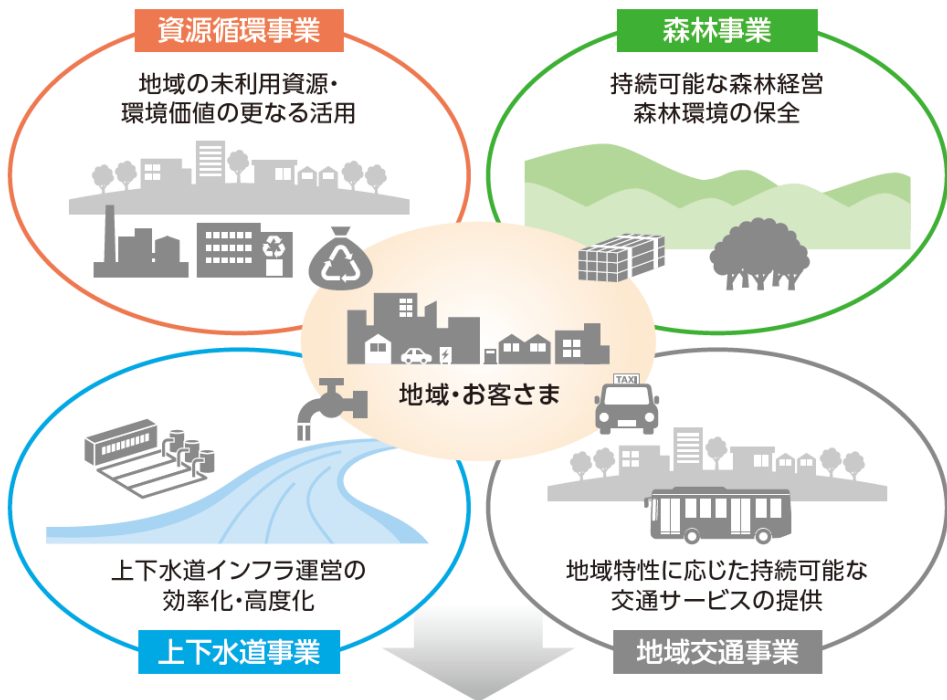 資源循環事業
地域の未利用資源・
環境価値の更なる活用
森林事業
持続可能な森林経営
森林環境の保全
地域・お客さま
TAXI
上下水道インフラ運営の
効率化・高度化
上下水道事業
地域特性に応じた持続可能な
交通サービスの提供
地域交通事業